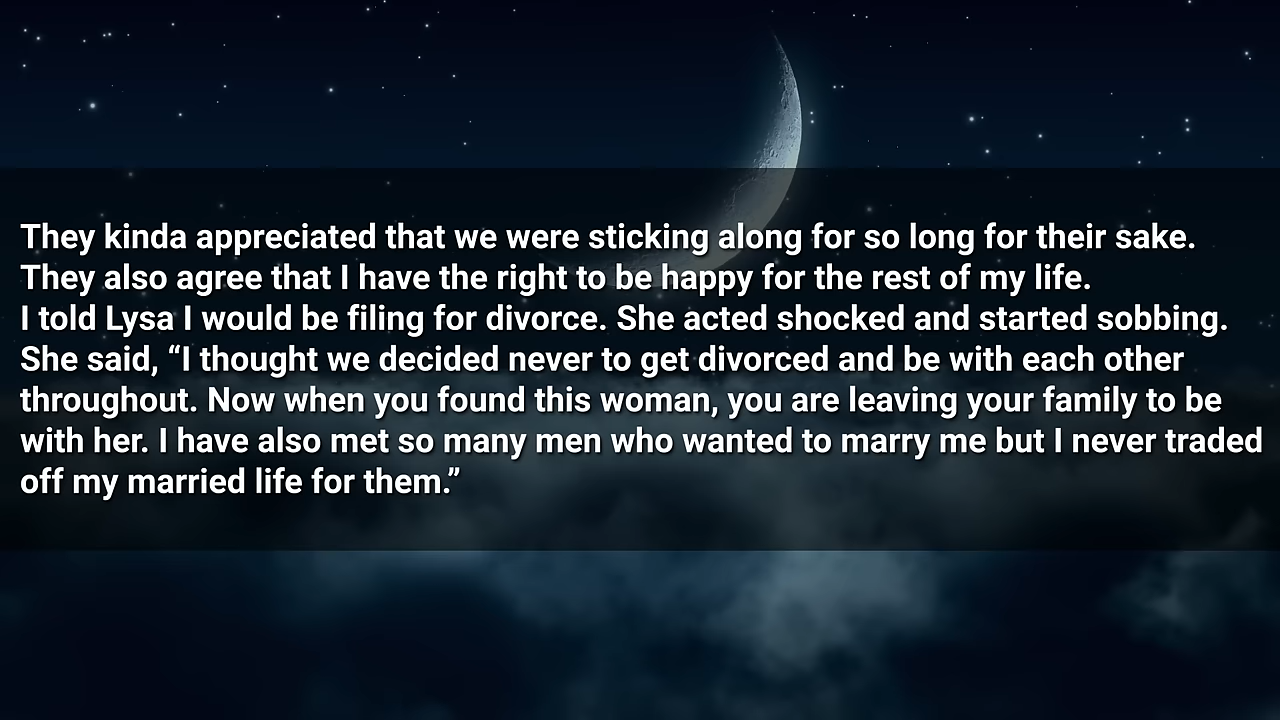 They kinda appreciated that we were sticking along for so long for their sake.
They also agree that I have the right to be happy for the rest of my life.
I told Lysa I would be filing for divorce. She acted shocked and started sobbing.
She said, “I thought we decided never to get divorced and be with each other
throughout. Now when you found this woman, you are leaving your family to be
with her. I have also met so many men who wanted to marry me but I never traded
off my married life for them.”